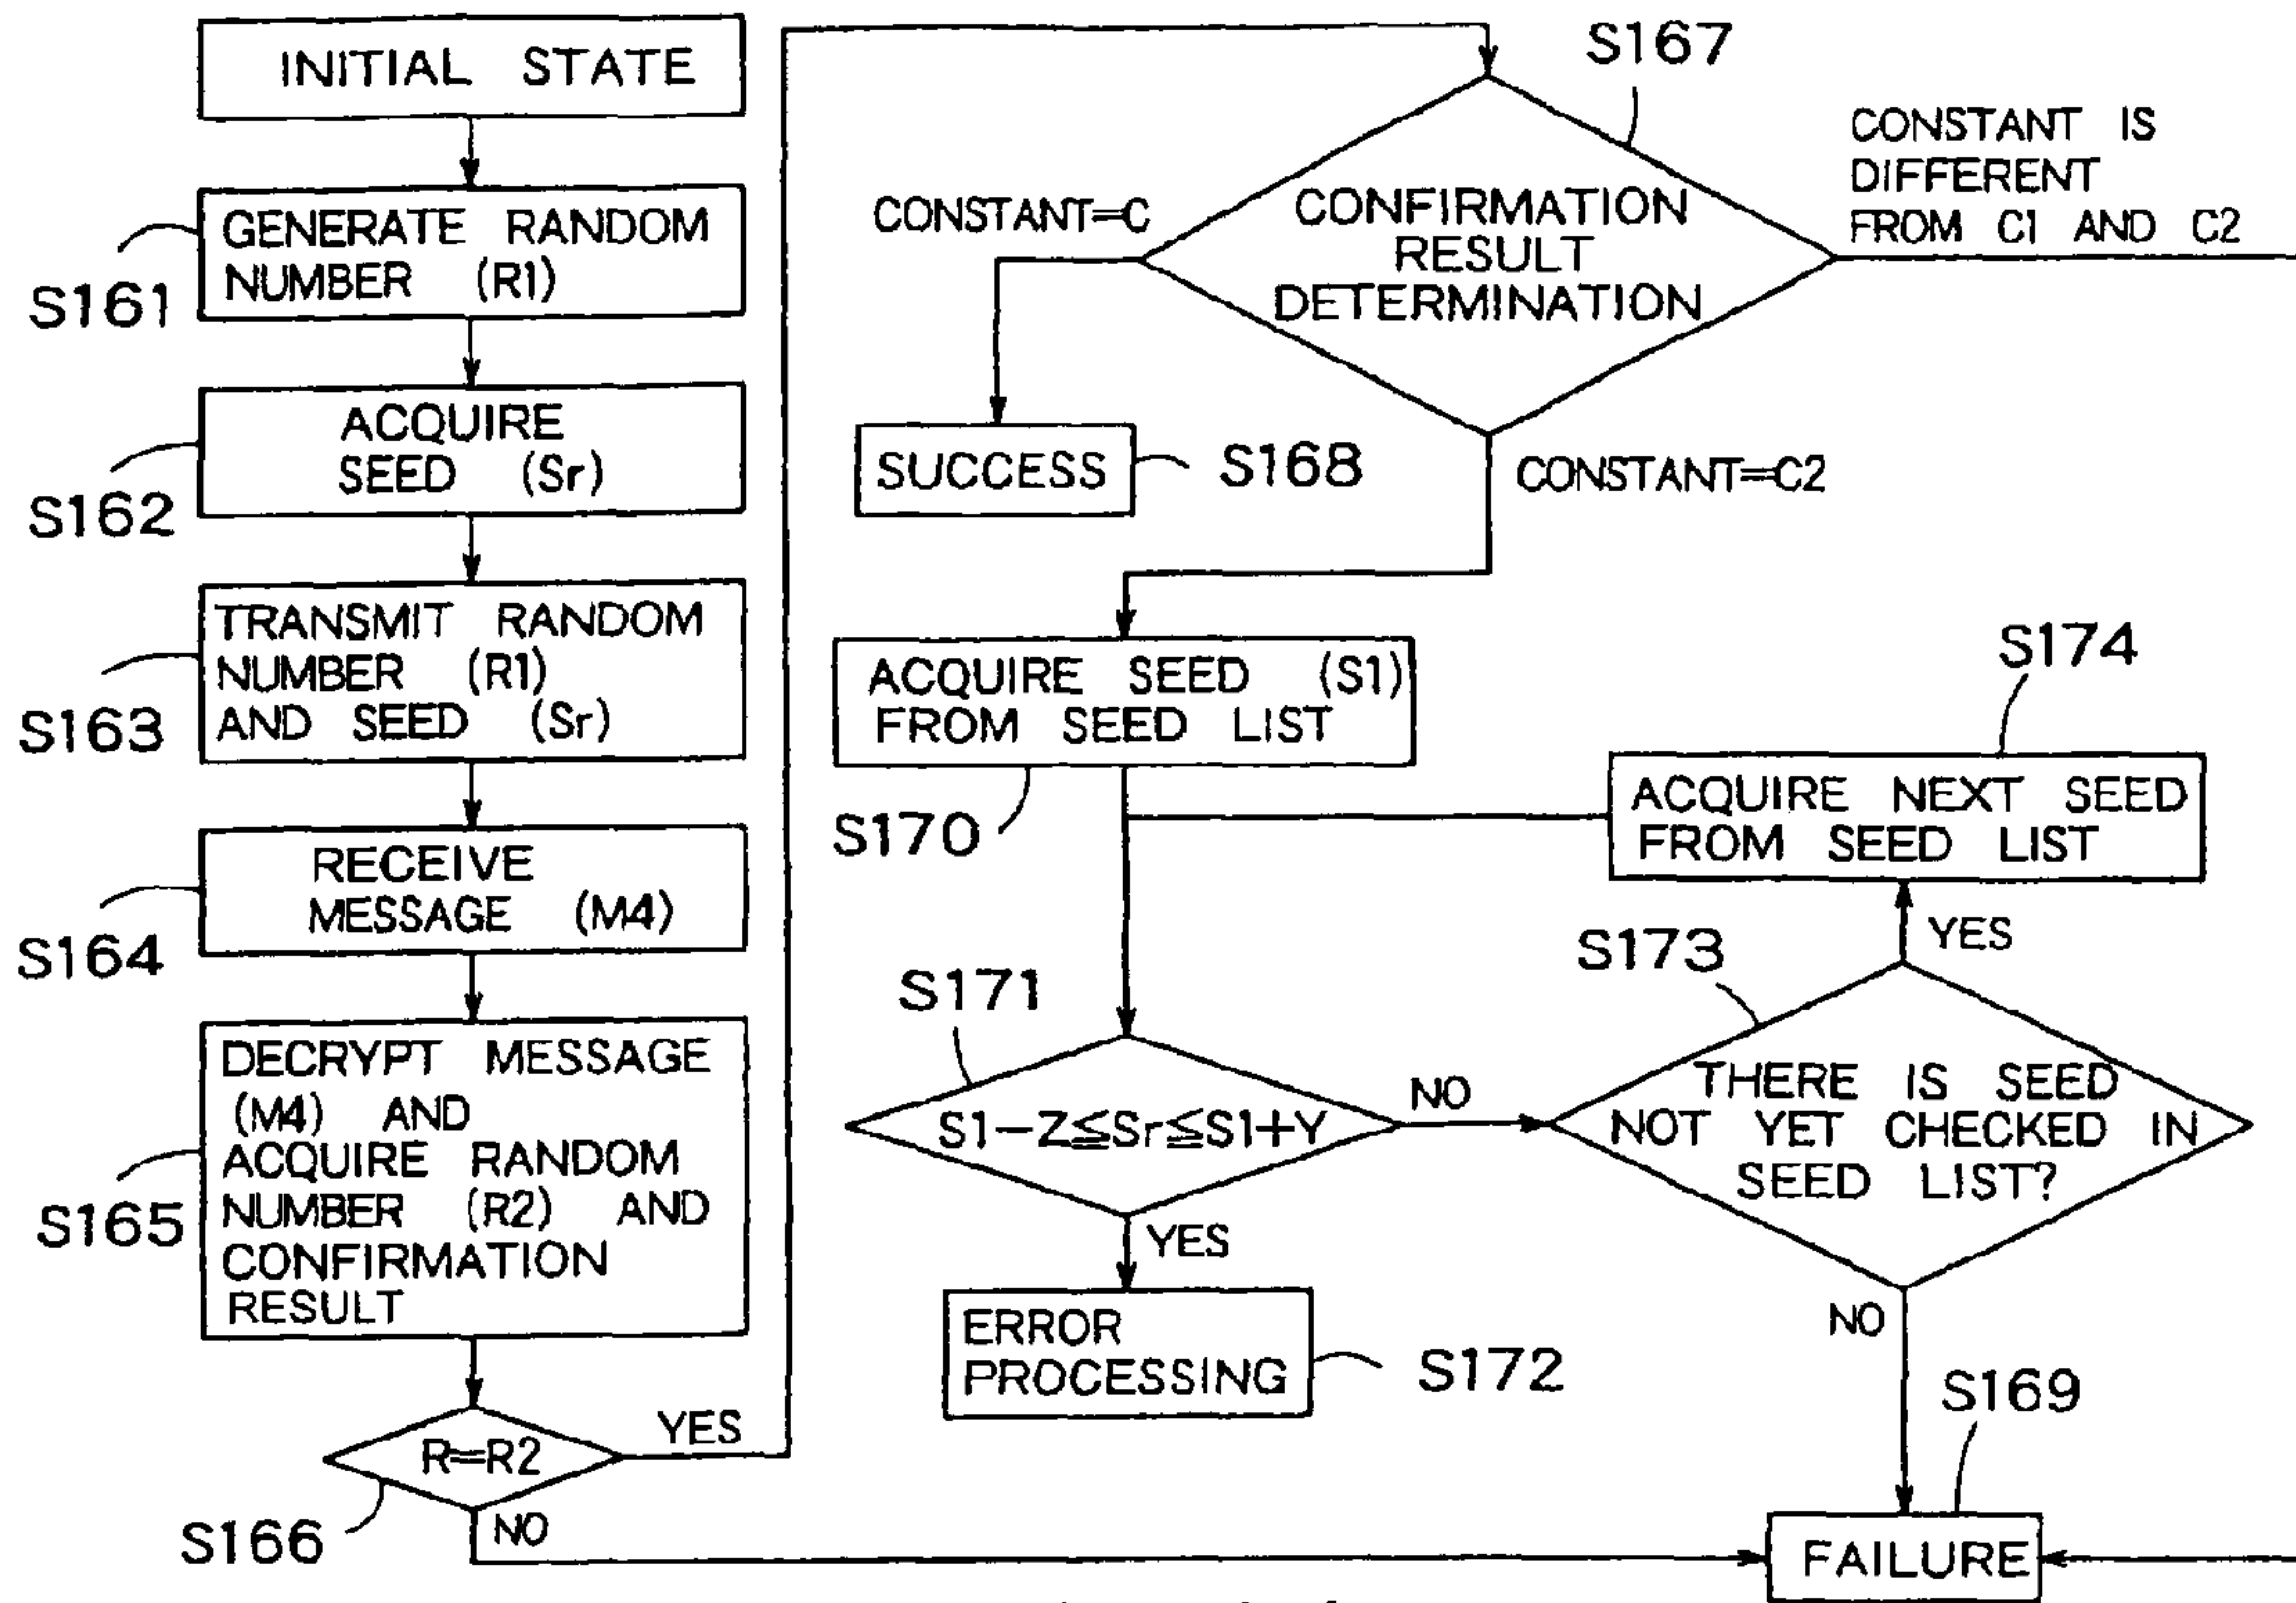 INITIAL STATE
GENERATE RANDOM
NUMBER (R1)
S161
ACQUIRE
SEED (Sr)
S162
TRANSMIT RANDOM
NUMBER (R1)
AND SEED (Sr)
S163
RECEIVE
MESSAGE (M4)
S164
DECRYPT MESSAGE
(M4) AND
ACQUIRE RANDOM
NUMBER (R2) AND
CONFIRMATION
RESULT
S165
R=R2
YES
NO
S166
S167
CONFIRMATION
RESULT
DETERMINATION
CONSTANT=C
CONSTANT IS
DIFFERENT
FROM C1 AND C2
SUCCESS
S168
CONSTANT=C2
ACQUIRE SEED (S1)
FROM SEED LIST
S170
S174
ACQUIRE NEXT SEED
FROM SEED LIST
YES
S171
S1-Z≦Sr≦S1+Y
NO
S173
THERE IS SEED
NOT YET CHECKED IN
SEED LIST?
YES
ERROR
PROCESSING
S172
NO
S169
FAILURE